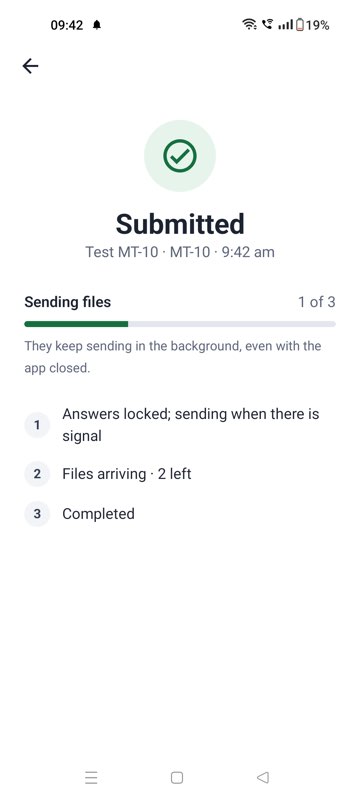 09:42
19%
Submitted
Test MT-10 · MT-10 · 9:42 am
Sending files
1 of 3
They keep sending in the background, even with the
app closed.
1
Answers locked; sending when there is
signal
2
Files arriving · 2 left
3
Completed